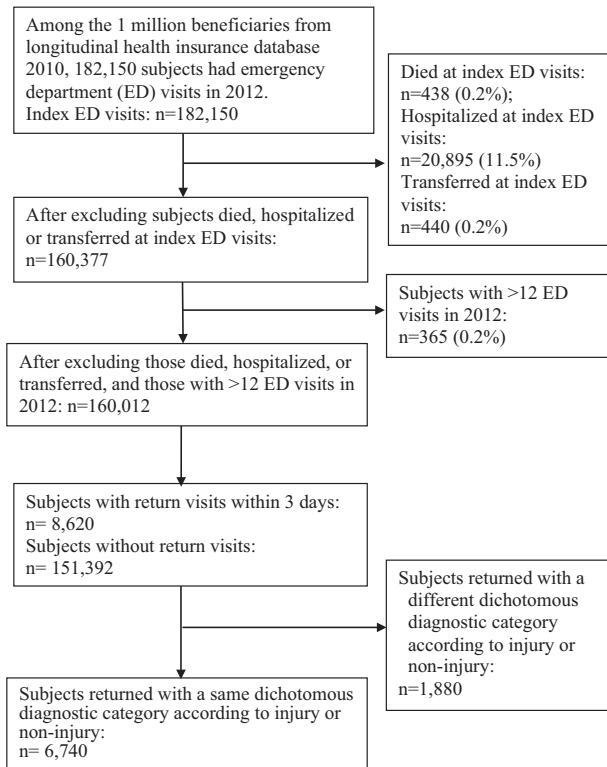 Among the 1 million beneficiaries from
longitudinal health insurance database
2010, 182,150 subjects had emergency
department (ED) visits in 2012.
Index ED visits: n=182,150
Died at index ED visits:
n=438 (0.2%);
Hospitalized at index ED
visits:
n=20,895 (11.5%)
Transferred at index ED
visits:
n=440 (0.2%)
After excluding subjects died, hospitalized
or transferred at index ED visits:
n=160,377
Subjects with >12 ED
visits in 2012:
n=365 (0.2%)
After excluding those died, hospitalized, or
transferred, and those with >12 ED visits in
2012: n=160,012
Subjects with return visits within 3 days:
n= 8,620
Subjects without return visits:
n= 151,392
Subjects returned with a
different dichotomous
diagnostic category
according to injury or
non-injury:
n=1,880
Subjects returned with a same dichotomous
diagnostic category according to injury or
non-injury:
n= 6,740